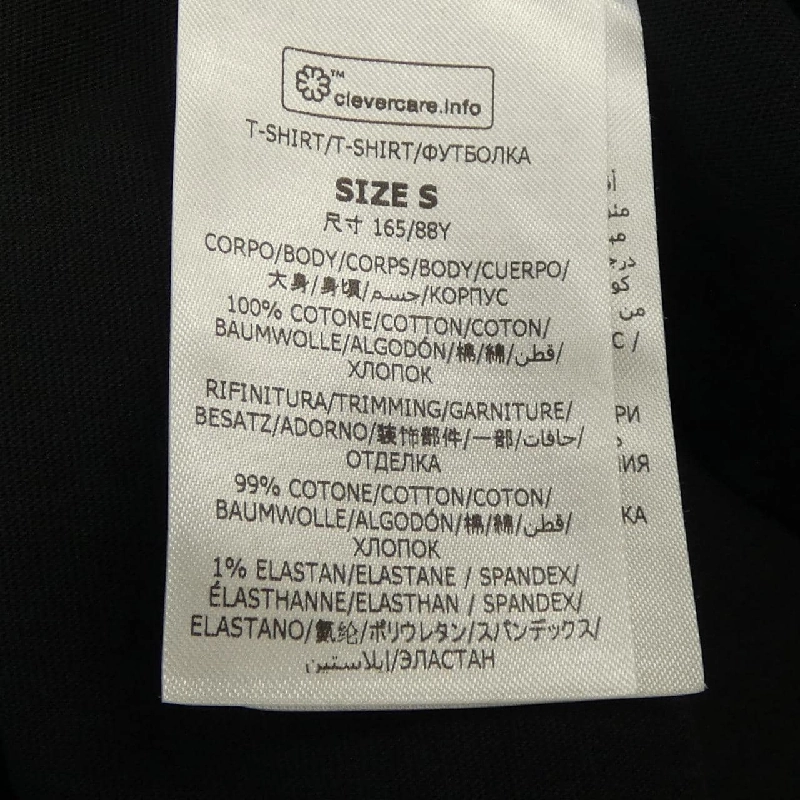 clevercare.info
T-SHIRT/T-SHIRT/ФУТБОЛКА
SIZE S
尺寸 165/88Y
CORPO/BODY/CORPS/BODY/CUERPO/
大身/身頃/جسم/КОРПУС
100% COTONE/COTTON/COTON/
BAUMWOLLE/ALGODÓN/棉/綿/قطن/
ХЛОПОК
RIFINITURA/TRIMMING/GARNITURE/
BESATZ/ADORNO/装饰部件/一部/حافات/
ОТДЕЛКА
99% COTONE/COTTON/COTON/
BAUMWOLLE/ALGODÓN/棉/綿/قطن/
ХЛОПОК
1% ELASTAN/ELASTANE / SPANDEX/
ÉLASTHANNE/ELASTHAN / SPANDEX/
ELASTANO/氨纶/ポリウレタン/スパンデックス/
إيلاستين/ЭЛАСТАН
С /
РИ
ИЯ
КА